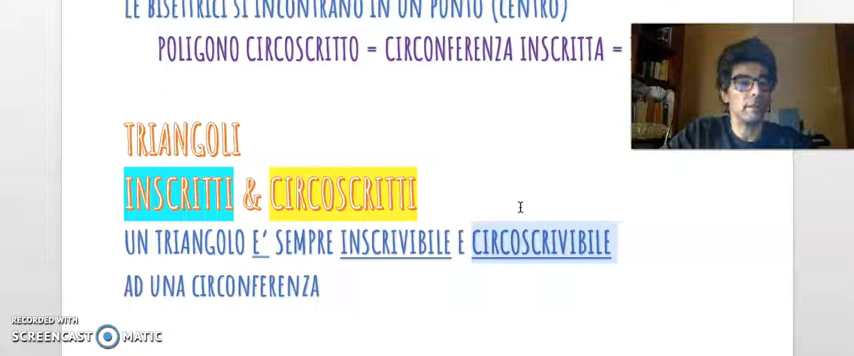 LE BISETTRICI SI INCONTRANO IN UN PUNTO (CENTRO)
POLIGONO CIRCOSCRITTO = CIRCONFERENZA INSCRITTA =
TRIANGOLI
INSCRITTI & CIRCOSCRITTI
UN TRIANGOLO E' SEMPRE INSCRIVIBILE E CIRCOSCRIVIBILE
AD UNA CIRCONFERENZA
RECORDED WITH
SCREENCAST MATIC